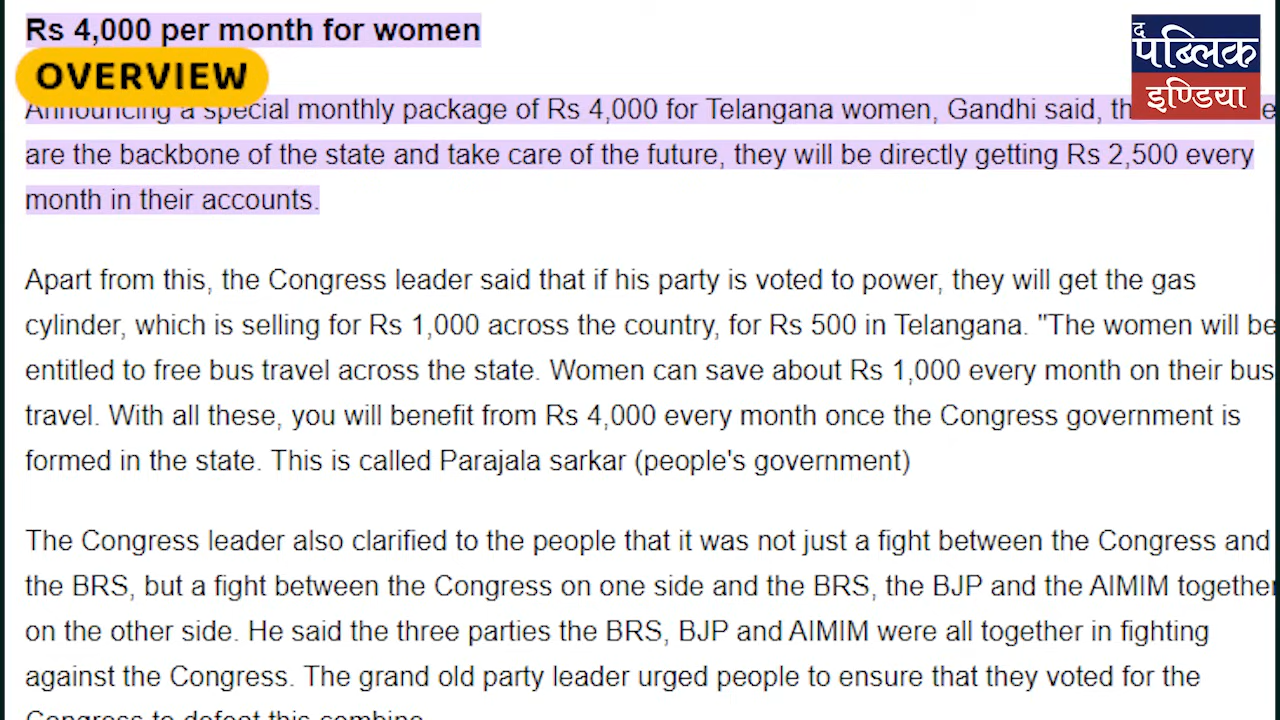 Rs 4,000 per month for women
OVERVIEW
द
पब्लिक
इण्डिया
Announcing a special monthly package of Rs 4,000 for Telangana women, Gandhi said,
are the backbone of the state and take care of the future, they will be directly getting Rs 2,500 every
month in their accounts.
Apart from this, the Congress leader said that if his party is voted to power, they will get the gas
cylinder, which is selling for Rs 1,000 across the country, for Rs 500 in Telangana. "The women will be
entitled to free bus travel across the state. Women can save about Rs 1,000 every month on their bus
travel. With all these, you will benefit from Rs 4,000 every month once the Congress government is
formed in the state. This is called Parajala sarkar (people's government)
The Congress leader also clarified to the people that it was not just a fight between the Congress and
the BRS, but a fight between the Congress on one side and the BRS, the BJP and the AIMIM together
on the other side. He said the three parties the BRS, BJP and AIMIM were all together in fighting
against the Congress. The grand old party leader urged people to ensure that they voted for the
Congress to defeat this combine